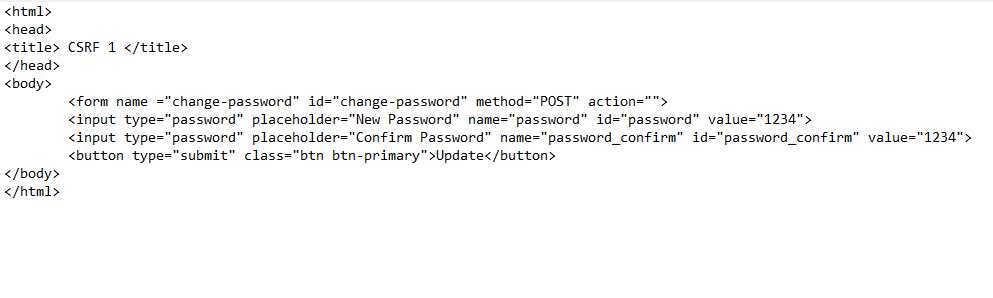 <html>
<head>
<title> CSRF 1 </title>
</head>
<body>
<form name ="change-password" id="change-password" method="POST" action="">
<input type="password" placeholder="New Password" name="password" id="password" value="1234">
<input type="password" placeholder="Confirm Password" name="password_confirm" id="password_confirm" value="1234">
<button type="submit" class="btn btn-primary">Update</button>
</body>
</html>